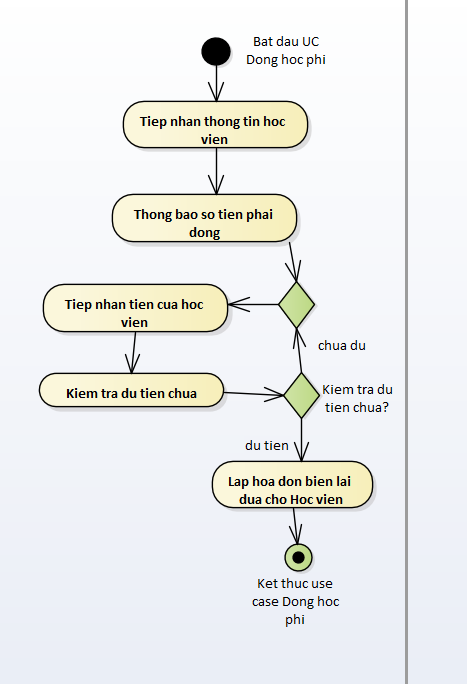 Bat dau UC
Dong hoc phi
Tiep nhan thong tin hoc
vien
Thong bao so tien phai
dong
Tiep nhan tien cua hoc
vien
chua du
Kiem tra du tien chua
Kiem tra du
tien chua?
du tien
Lap hoa don bien lai
dua cho Hoc vien
Ket thuc use
case Dong hoc
phi